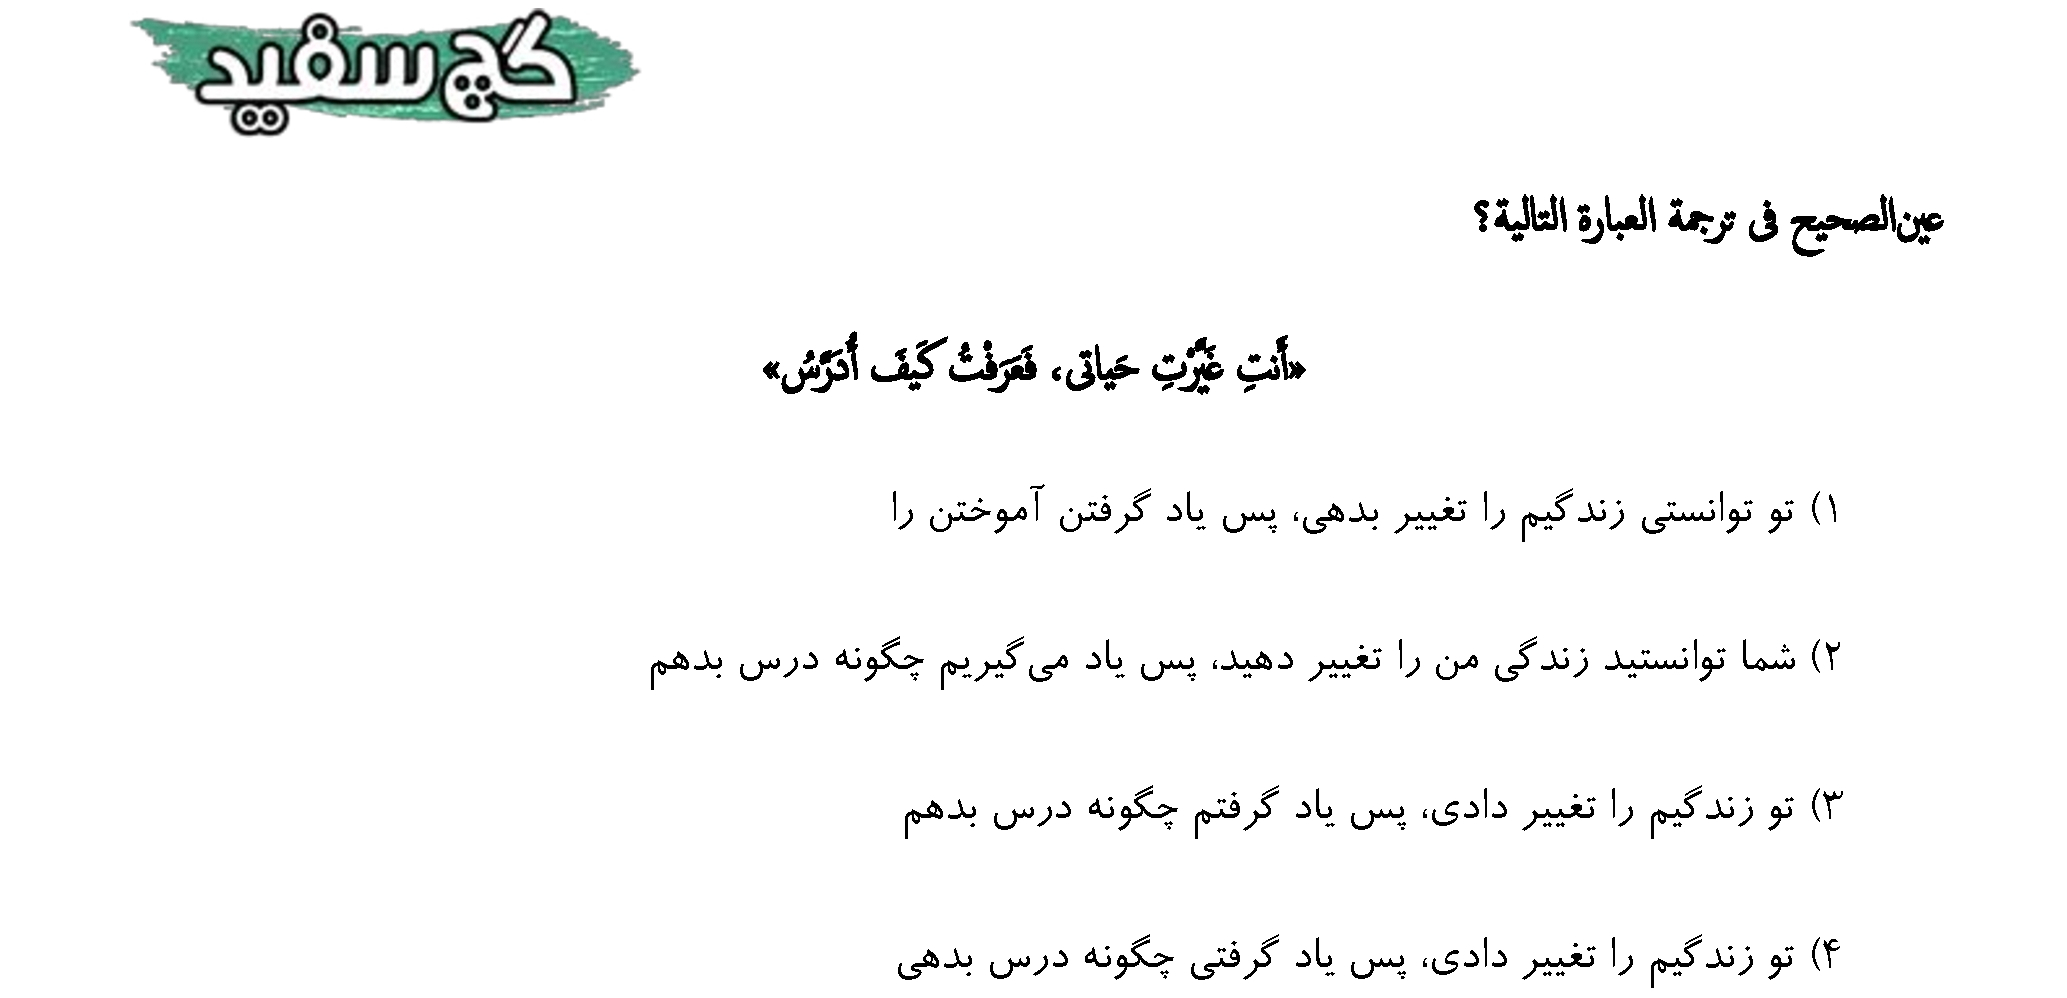 گچ سفید
عین‌الصحیح فی ترجمة العبارة التالیة؟
«أَنتِ غَیَّرْتِ حَیاتی، فَعَرَفْتُ کَیَفَ أُدَرَّسُ»
۱) تو توانستی زندگیم را تغییر بدهی، پس یاد گرفتن آموختن را
۲) شما توانستید زندگی من را تغییر دهید، پس یاد می‌گیریم چگونه درس بدهم
۳) تو زندگیم را تغییر دادی، پس یاد گرفتم چگونه درس بدهم
۴) تو زندگیم را تغییر دادی، پس یاد گرفتی چگونه درس بدهی